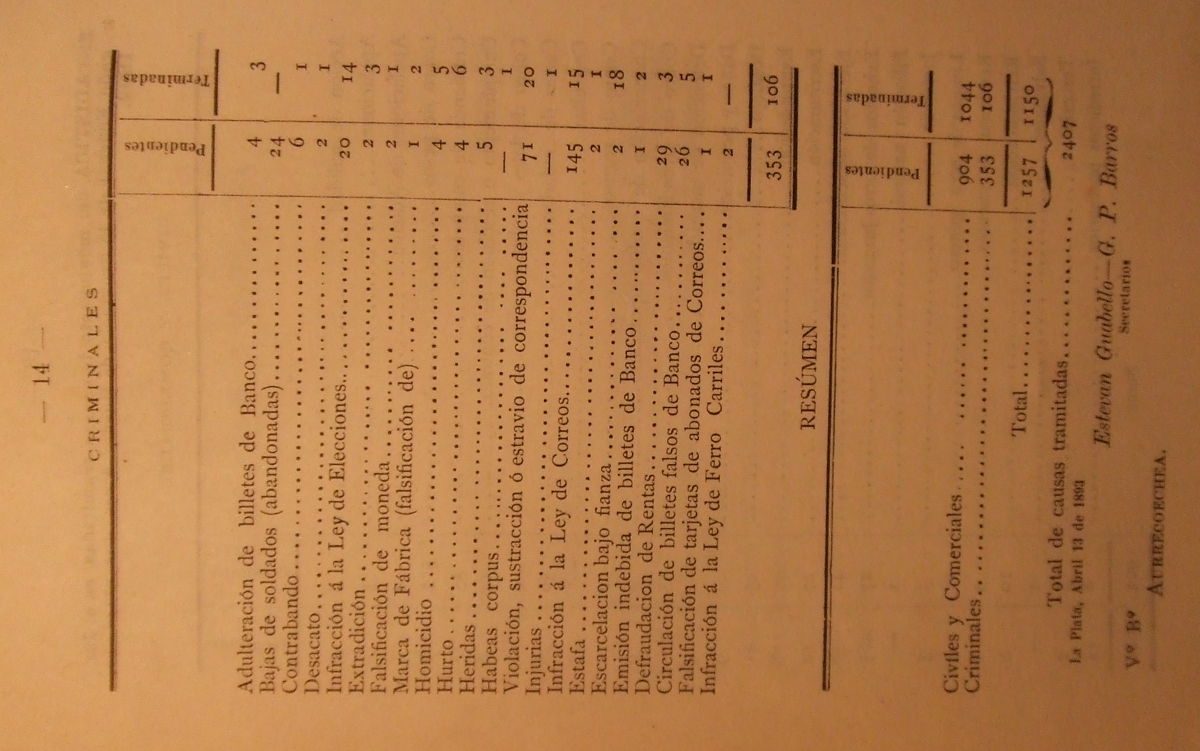 — 14 —
CRIMINALES
Pendientes Terminadas
Adulteración de billetes de Banco 4 3
Bajas de soldados (abandonadas) 24 —
Contrabando 6 1
Desacato 2 1
Infracción á la Ley de Elecciones 20 14
Extradición 2 3
Falsificación de moneda 2 1
Marca de Fábrica (falsificación de) 1 2
Homicidio 4 5
Hurto 4 6
Heridas 5 3
Habeas corpus — 1
Violación, sustracción ó estravio de correspondencia 71 20
Injurias — 1
Infracción á la Ley de Correos 145 15
Estafa 2 1
Escarcelacion bajo fianza 2 18
Emisión indebida de billetes de Banco 1 2
Defraudacion de Rentas 29 3
Circulación de billetes falsos de Banco 26 5
Falsificación de tarjetas de abonados de Correos 1 1
Infracción á la Ley de Ferro Carriles 2 —
353 106
RESÚMEN
Pendientes Terminadas
Civiles y Comerciales 904 1044
Criminales 353 106
Total 1257 1150
Total de causas tramitadas 2407
La Plata, Abril 13 de 1893
Estevan Guabello—G. P. Barros
Secretarios
Vº Bº
AURRECOECHEA.